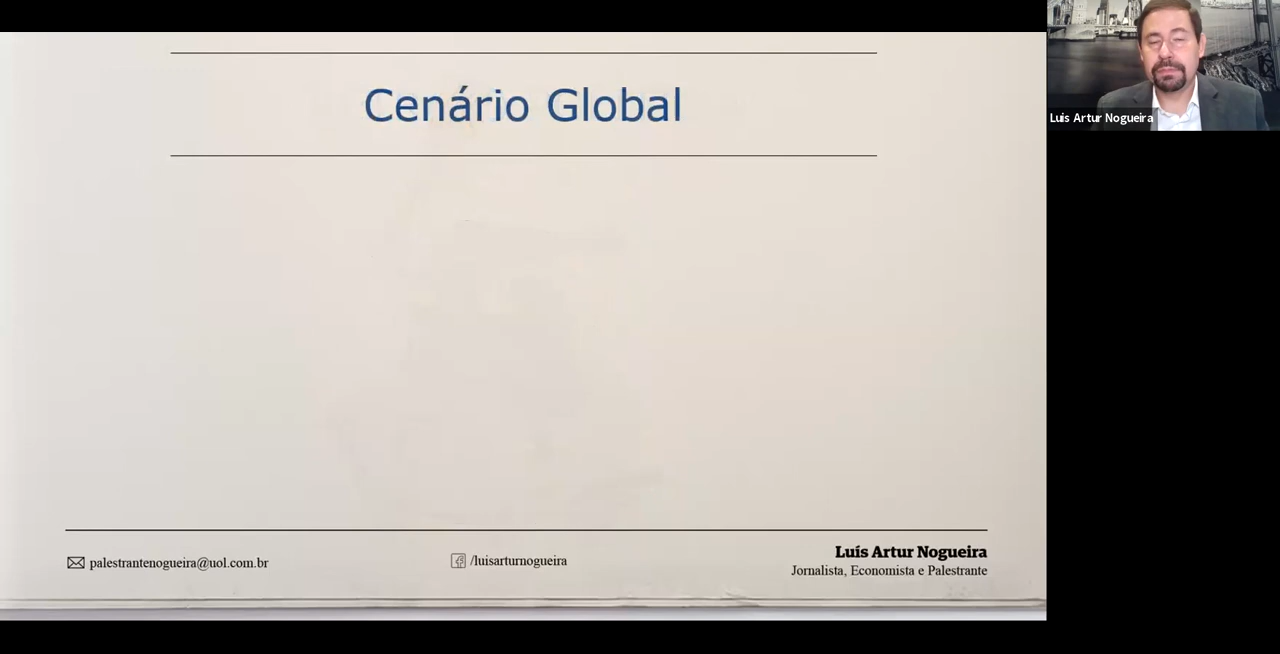 Cenário Global
Luis Artur Nogueira
palestrantenogueira@uol.com.br
/luisarturnogueira
Luís Artur Nogueira
Jornalista, Economista e Palestrante